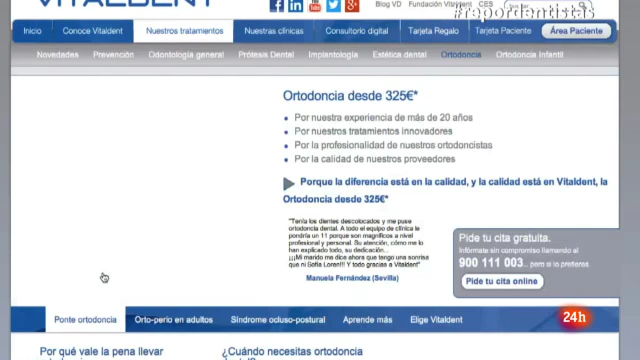 VITALDENT
Blog VD Fundación Vitaldent CES
#repordentistas
Inicio Conoce Vitaldent Nuestros tratamientos Nuestras clínicas Consultorio digital Tarjeta Regalo Tarjeta Paciente Área Paciente
Novedades Prevención Odontología general Prótesis Dental Implantología Estética dental Ortodoncia Ortodoncia Infantil
Ortodoncia desde 325€*
Por nuestra experiencia de más de 20 años
Por nuestros tratamientos innovadores
Por la profesionalidad de nuestros ortodoncistas
Por la calidad de nuestros proveedores
Porque la diferencia está en la calidad, y la calidad está en Vitaldent, la
Ortodoncia desde 325€*
"Tenía los dientes descolocados y me puse
ortodoncia dental. A todo el equipo de clínica le
pondría un 11 porque son magníficos a nivel
profesional y personal. Su atención, cómo me lo
han explicado todo, su dedicación...
¡¡¡Mi marido me dice ahora que tengo una sonrisa
que ni Sofía Loren!!! Y todo gracias a Vitaldent"
Manuela Fernández (Sevilla)
Pide tu cita gratuita.
Infórmate sin compromiso llamando al
900 111 003... pero si lo prefieres
Pide tu cita online
24h
Ponte ortodoncia Orto-perio en adultos Síndrome ocluso-postural Aprende más Elige Vitaldent
Por qué vale la pena llevar ¿Cuándo necesitas ortodoncia